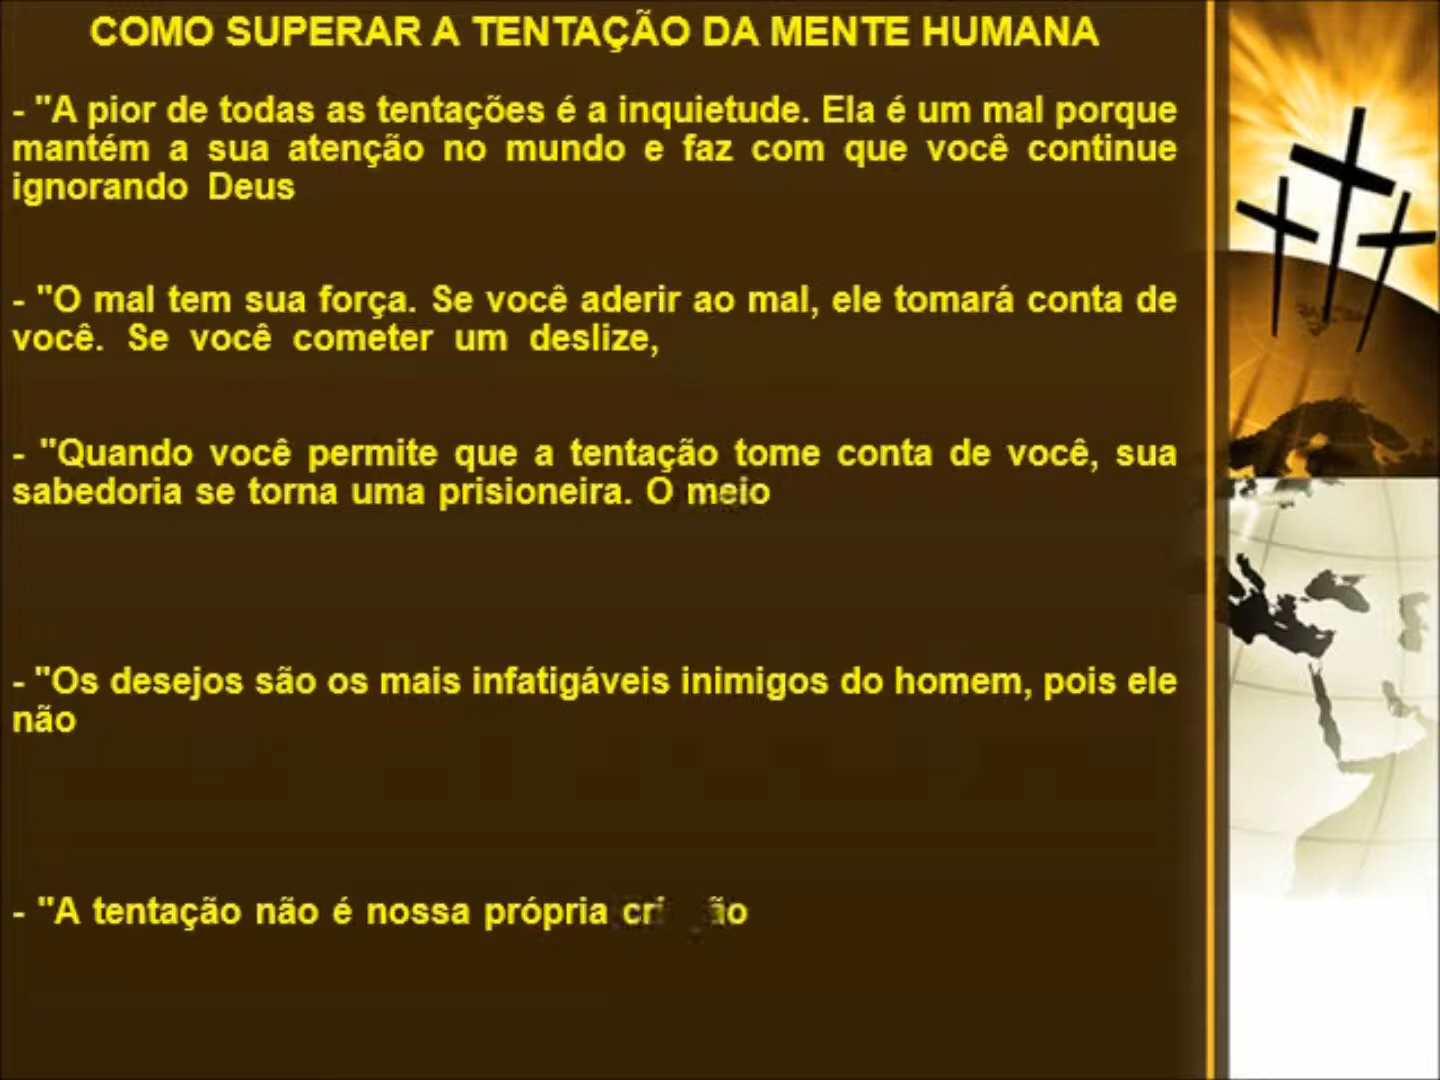 COMO SUPERAR A TENTAÇÃO DA MENTE HUMANA
- "A pior de todas as tentações é a inquietude. Ela é um mal porque
mantém a sua atenção no mundo e faz com que você continue
ignorando Deus
- "O mal tem sua força. Se você aderir ao mal, ele tomará conta de
você. Se você cometer um deslize,
- "Quando você permite que a tentação tome conta de você, sua
sabedoria se torna uma prisioneira. O meio
- "Os desejos são os mais infatigáveis inimigos do homem, pois ele
não
- "A tentação não é nossa própria